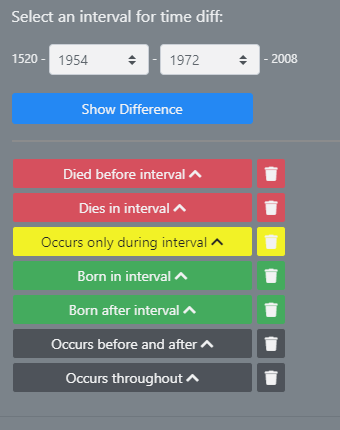 Select an interval for time diff:
1520 - 1954 - 1972 - 2008
Show Difference
Died before interval
Dies in interval
Occurs only during interval
Born in interval
Born after interval
Occurs before and after
Occurs throughout